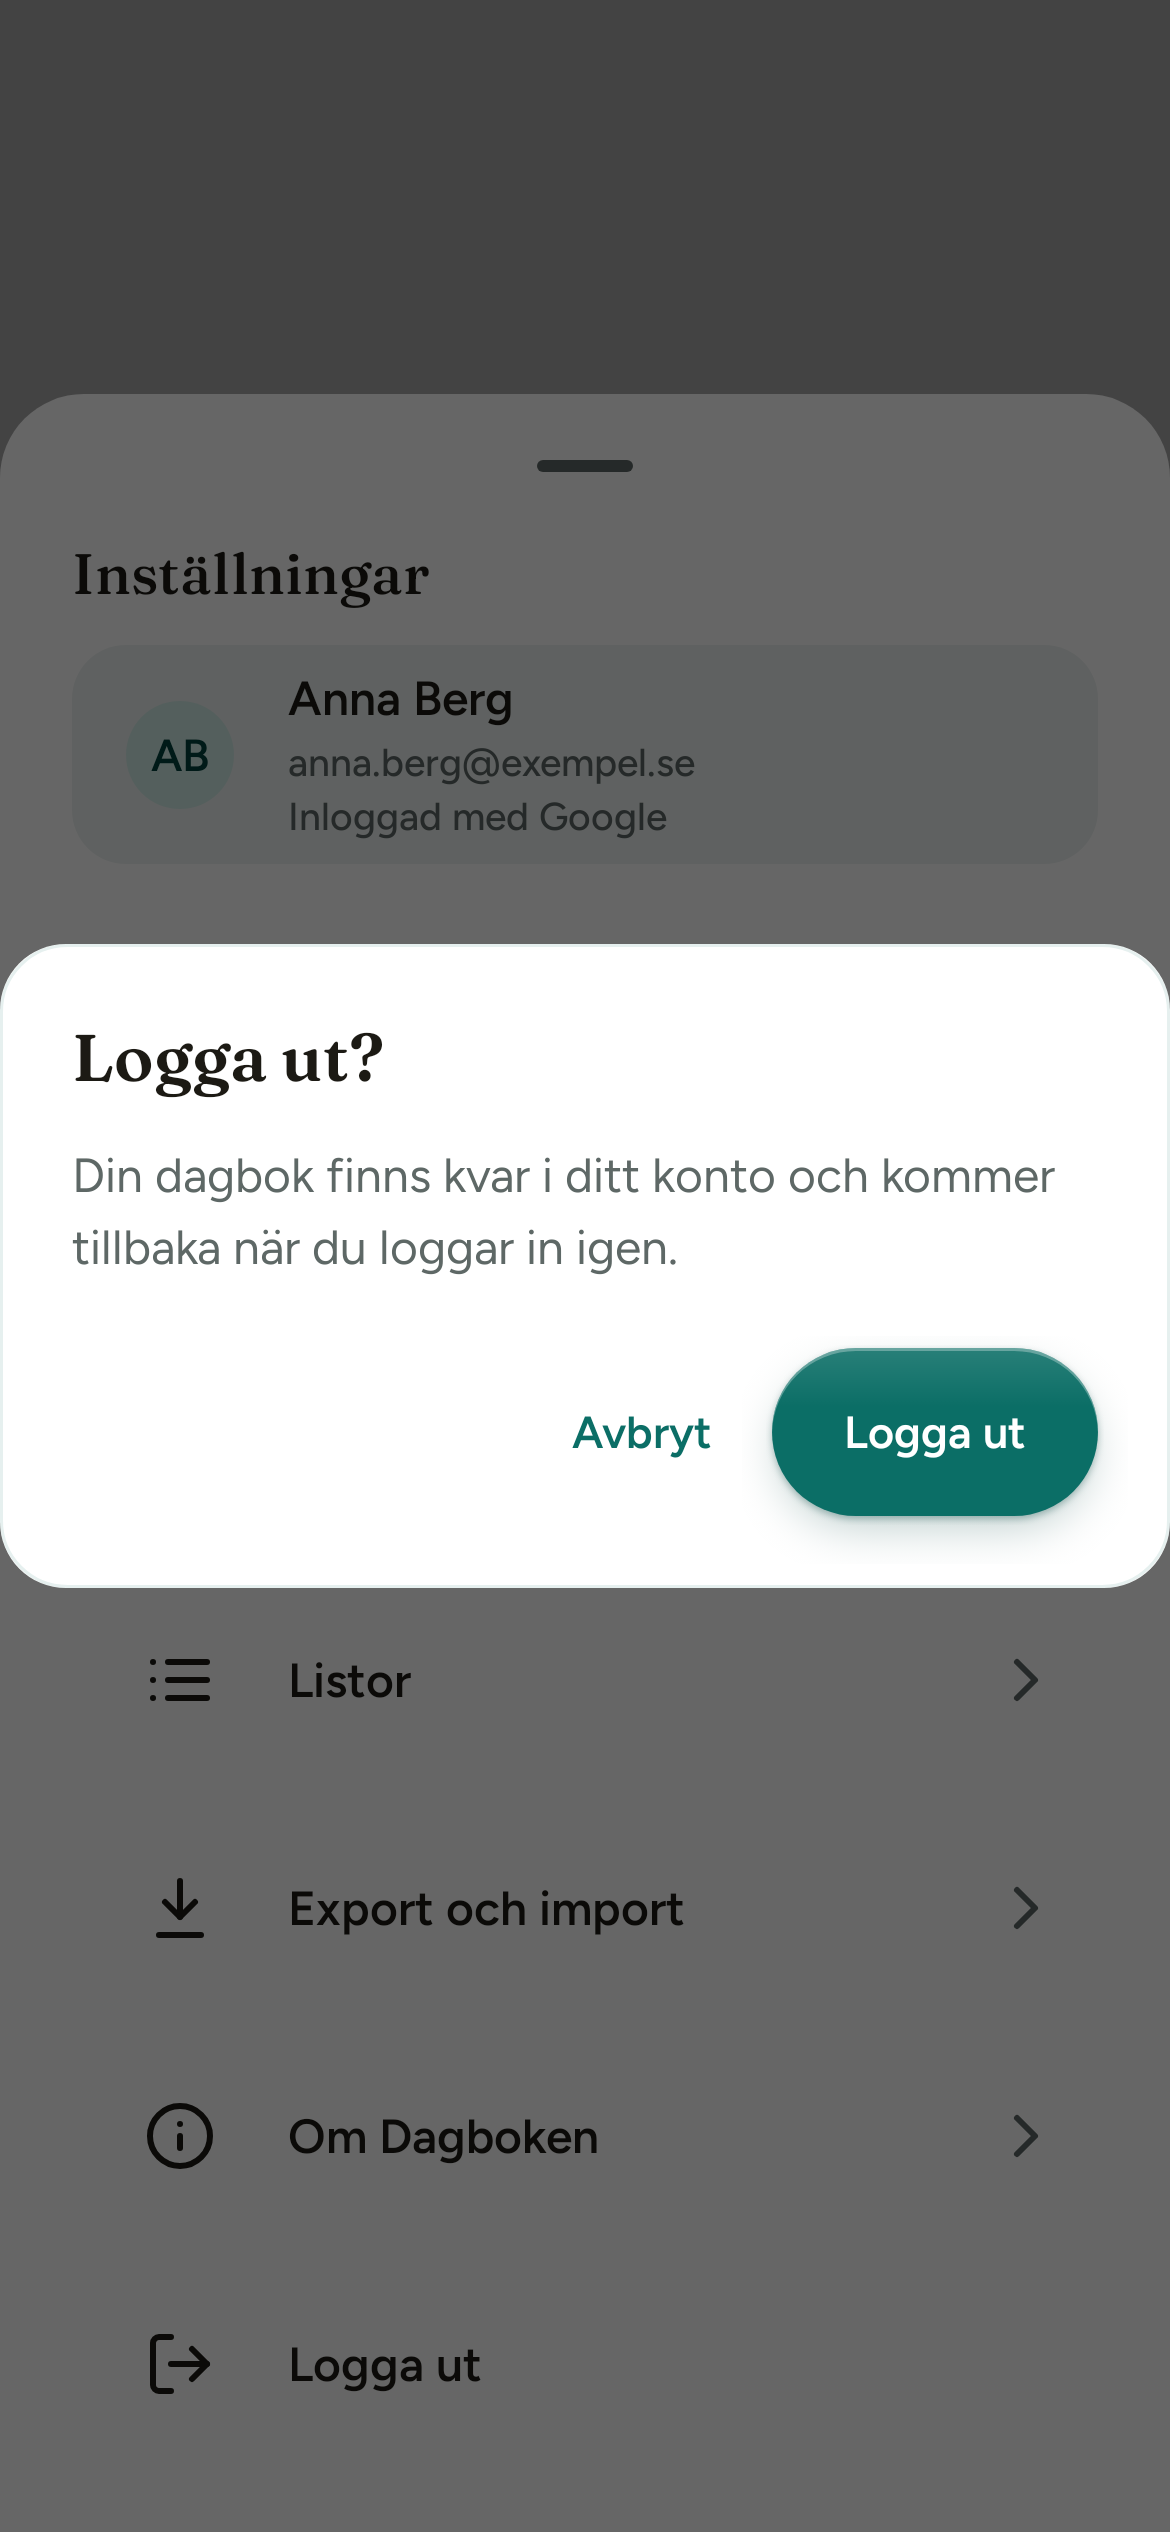 Inställningar
AB
Anna Berg
anna.berg@exempel.se
Inloggad med Google
Logga ut?
Din dagbok finns kvar i ditt konto och kommer
tillbaka när du loggar in igen.
Avbryt
Logga ut
Listor
Export och import
Om Dagboken
Logga ut